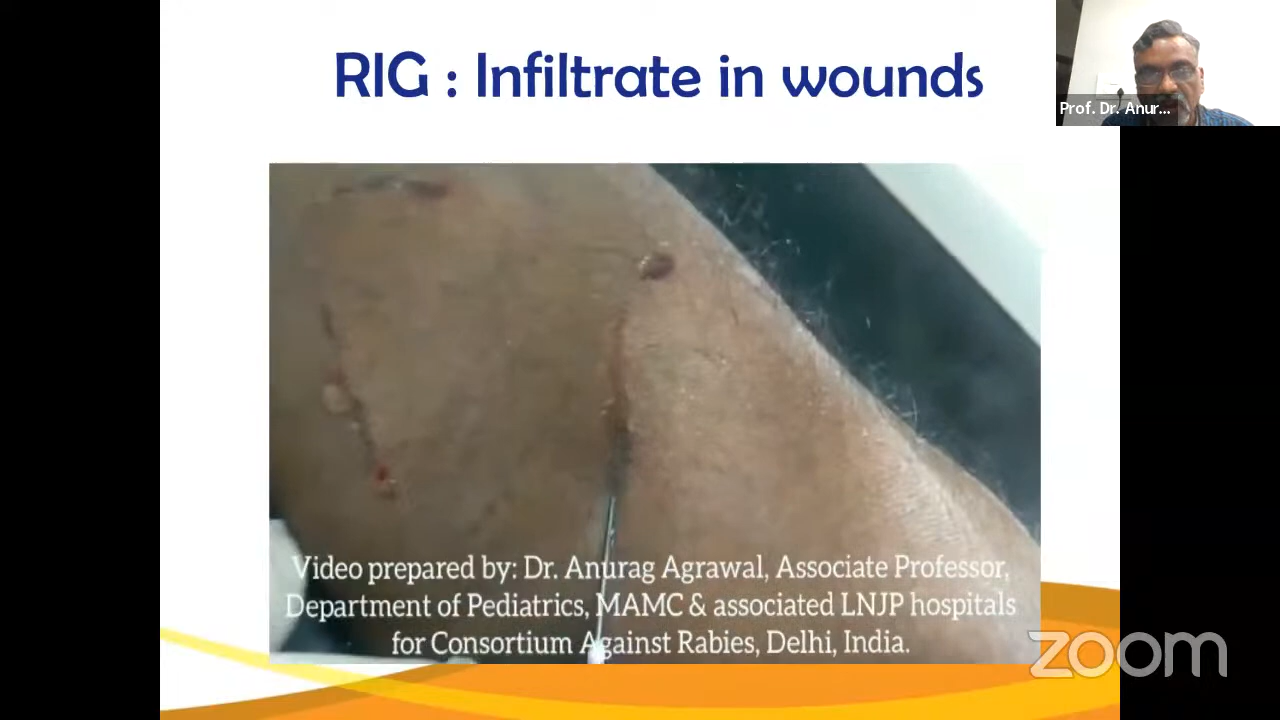 RIG : Infiltrate in wounds
Prof. Dr. Anur...
Video prepared by: Dr. Anurag Agrawal, Associate Professor,
Department of Pediatrics, MAMC & associated LNJP hospitals
for Consortium Against Rabies, Delhi, India.
zoom